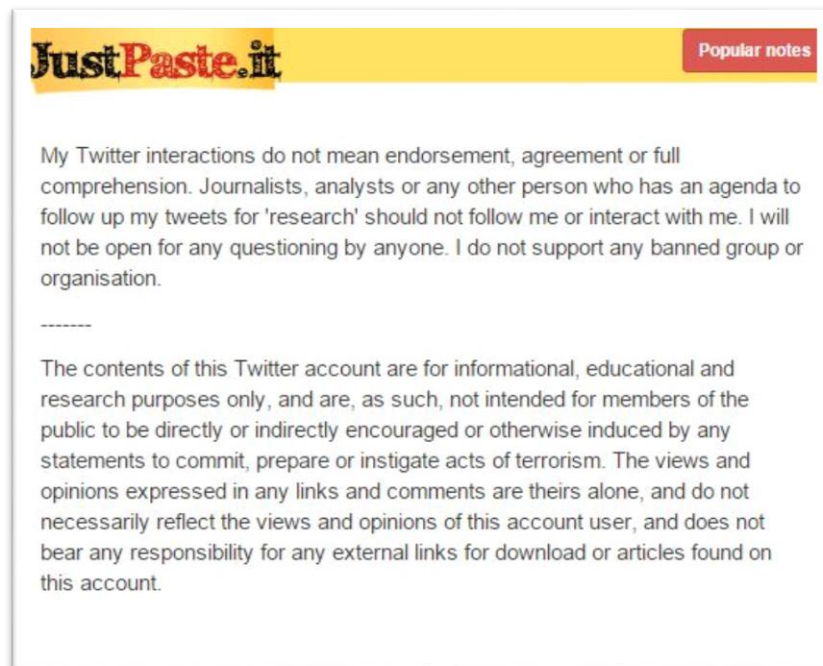 JustPaste.it
Popular notes
My Twitter interactions do not mean endorsement, agreement or full
comprehension. Journalists, analysts or any other person who has an agenda to
follow up my tweets for 'research' should not follow me or interact with me. I will
not be open for any questioning by anyone. I do not support any banned group or
organisation.
-------
The contents of this Twitter account are for informational, educational and
research purposes only, and are, as such, not intended for members of the
public to be directly or indirectly encouraged or otherwise induced by any
statements to commit, prepare or instigate acts of terrorism. The views and
opinions expressed in any links and comments are theirs alone, and do not
necessarily reflect the views and opinions of this account user, and does not
bear any responsibility for any external links for download or articles found on
this account.